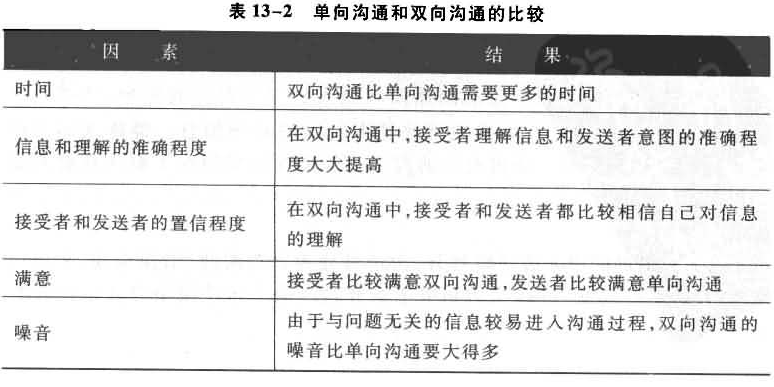 表 13-2 单向沟通和双向沟通的比较
因 素 结 果
时间 双向沟通比单向沟通需要更多的时间
信息和理解的准确程度 在双向沟通中,接受者理解信息和发送者意图的准确程
度大大提高
接受者和发送者的置信程度 在双向沟通中,接受者和发送者都比较相信自己对信息
的理解
满意 接受者比较满意双向沟通,发送者比较满意单向沟通
噪音 由于与问题无关的信息较易进入沟通过程,双向沟通的
噪音比单向沟通要大得多